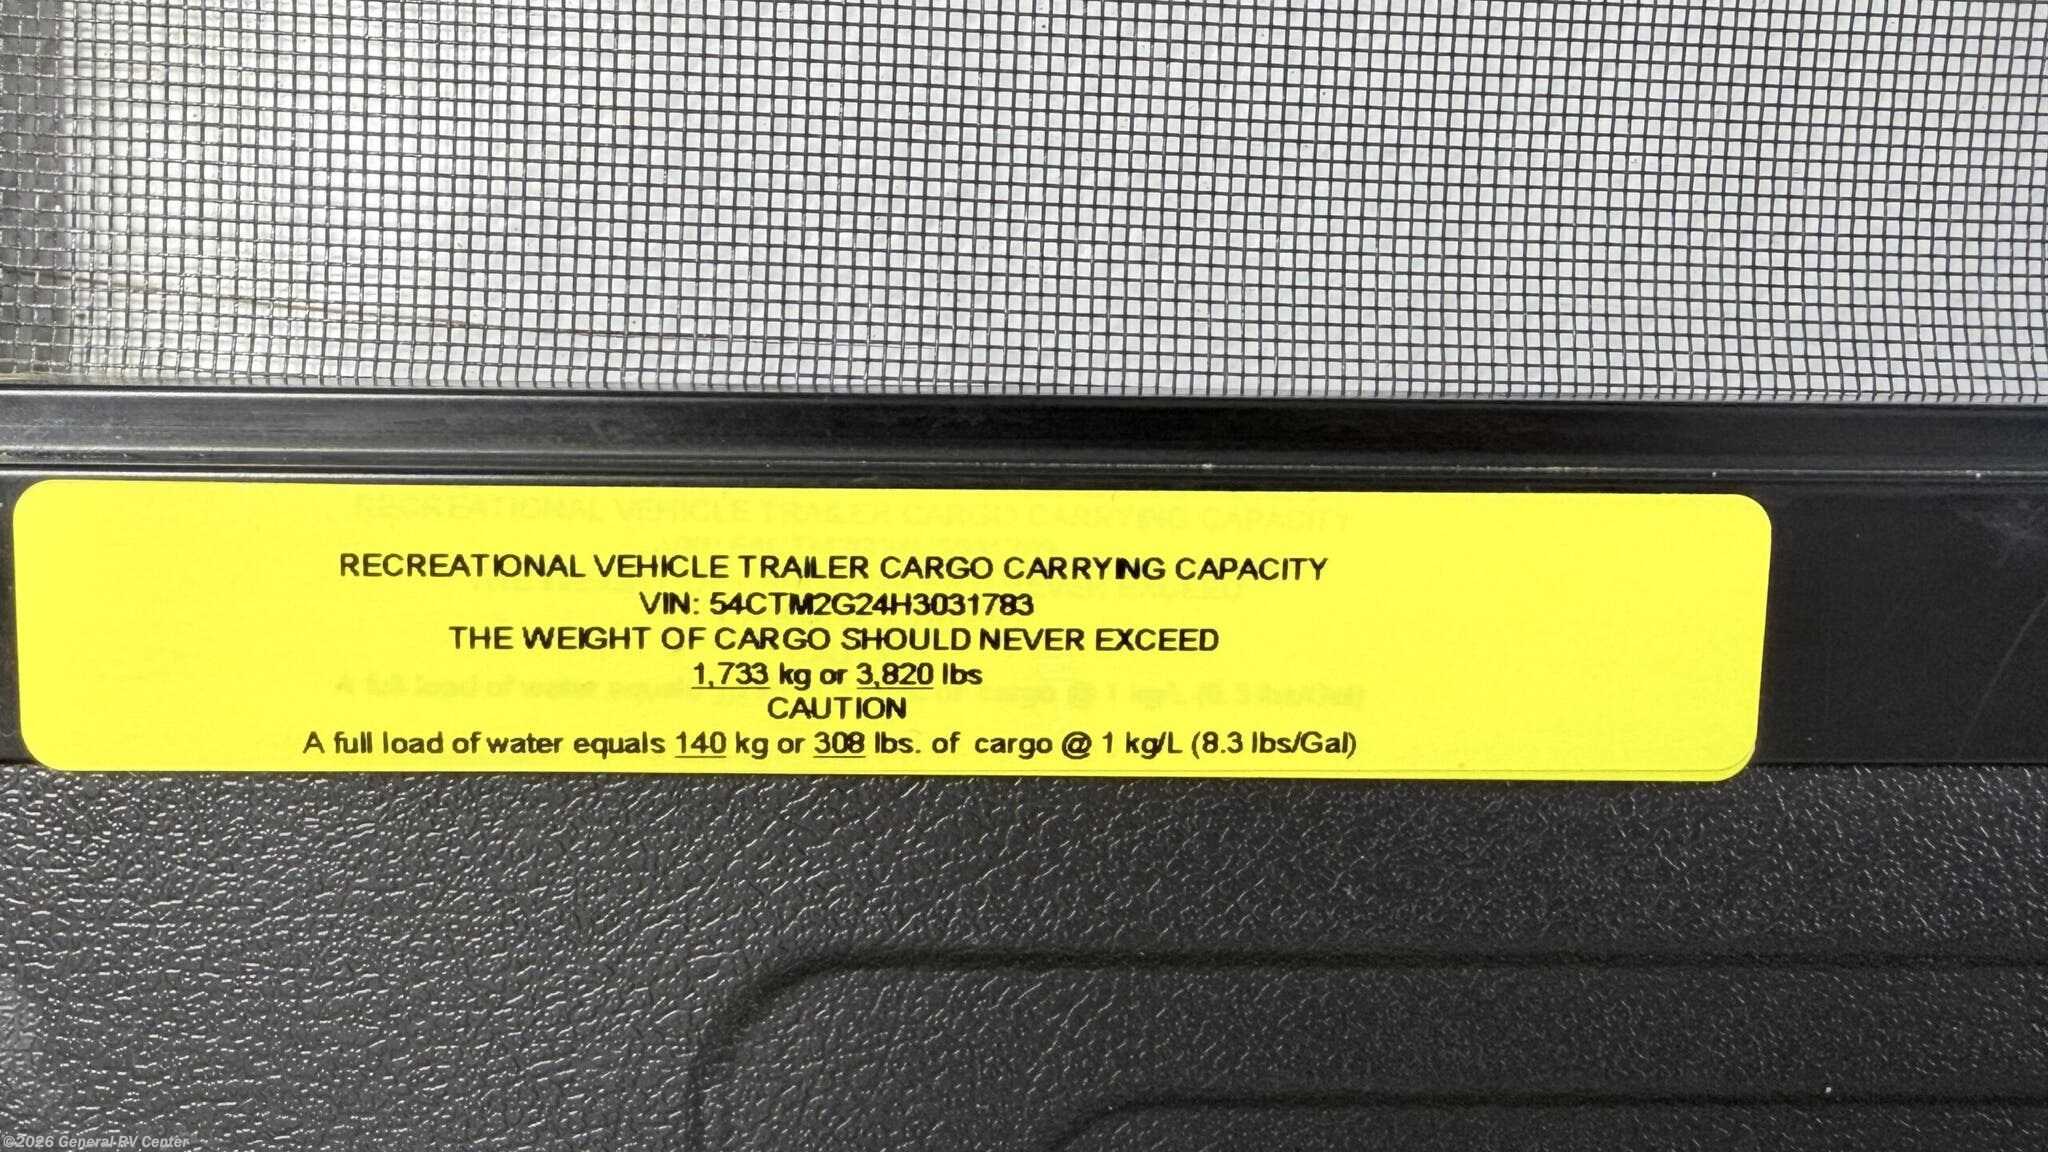 RECREATIONAL VEHICLE TRAILER CARGO CARRYING CAPACITY
VIN: 54CTM2G24H3031783
THE WEIGHT OF CARGO SHOULD NEVER EXCEED
1,733 kg or 3,820 lbs
CAUTION
A full load of water equals 140 kg or 308 lbs. of cargo @ 1 kg/L (8.3 lbs/Gal)
©2026 General RV Center